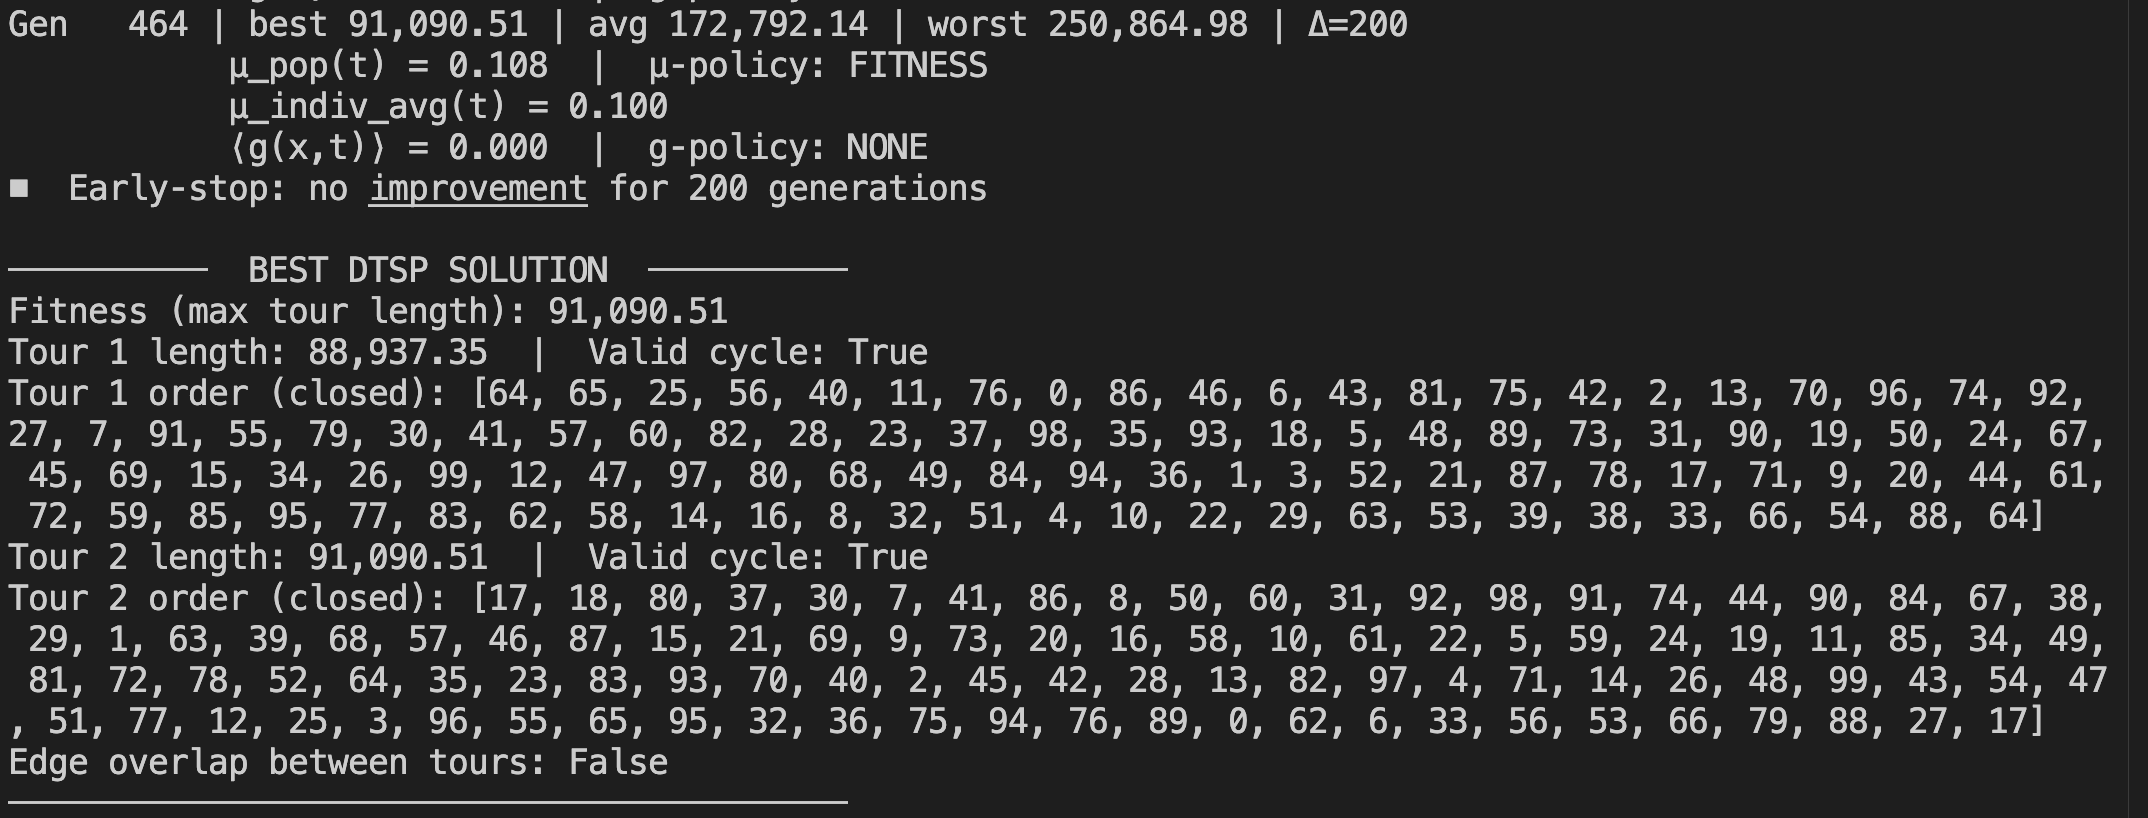 Gen   464 | best 91,090.51 | avg 172,792.14 | worst 250,864.98 | Δ=200
μ_pop(t) = 0.108  |  μ-policy: FITNESS
μ_indiv_avg(t) = 0.100
⟨g(x,t)⟩ = 0.000  |  g-policy: NONE
■  Early-stop: no improvement for 200 generations
──────────  BEST DTSP SOLUTION  ──────────
Fitness (max tour length): 91,090.51
Tour 1 length: 88,937.35  |  Valid cycle: True
Tour 1 order (closed): [64, 65, 25, 56, 40, 11, 76, 0, 86, 46, 6, 43, 81, 75, 42, 2, 13, 70, 96, 74, 92,
27, 7, 91, 55, 79, 30, 41, 57, 60, 82, 28, 23, 37, 98, 35, 93, 18, 5, 48, 89, 73, 31, 90, 19, 50, 24, 67,
45, 69, 15, 34, 26, 99, 12, 47, 97, 80, 68, 49, 84, 94, 36, 1, 3, 52, 21, 87, 78, 17, 71, 9, 20, 44, 61,
72, 59, 85, 95, 77, 83, 62, 58, 14, 16, 8, 32, 51, 4, 10, 22, 29, 63, 53, 39, 38, 33, 66, 54, 88, 64]
Tour 2 length: 91,090.51  |  Valid cycle: True
Tour 2 order (closed): [17, 18, 80, 37, 30, 7, 41, 86, 8, 50, 60, 31, 92, 98, 91, 74, 44, 90, 84, 67, 38,
29, 1, 63, 39, 68, 57, 46, 87, 15, 21, 69, 9, 73, 20, 16, 58, 10, 61, 22, 5, 59, 24, 19, 11, 85, 34, 49,
81, 72, 78, 52, 64, 35, 23, 83, 93, 70, 40, 2, 45, 42, 28, 13, 82, 97, 4, 71, 14, 26, 48, 99, 43, 54, 47
, 51, 77, 12, 25, 3, 96, 55, 65, 95, 32, 36, 75, 94, 76, 89, 0, 62, 6, 33, 56, 53, 66, 79, 88, 27, 17]
Edge overlap between tours: False